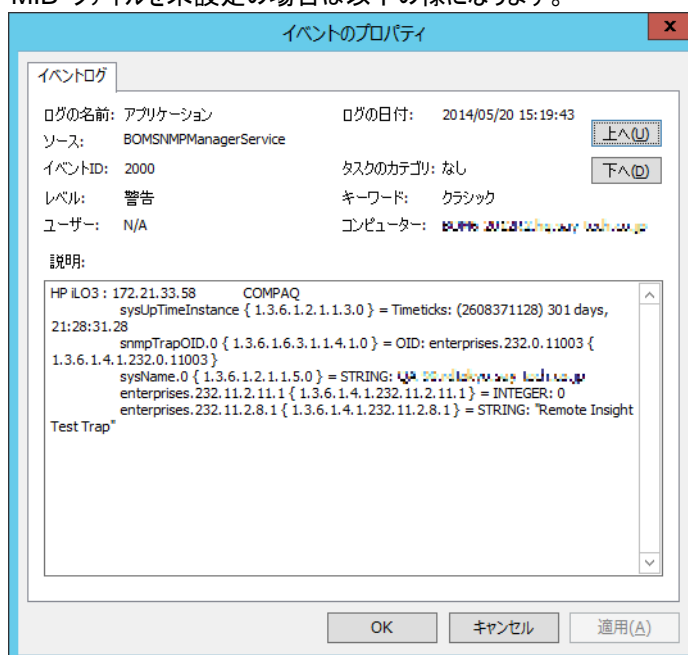 MIB ファイルを未設定の場合は以下の様になります。
イベントのプロパティ
x
イベントログ
ログの名前: アプリケーション ログの日付: 2014/05/20 15:19:43
上へ(U)
ソース: BOMSNMPManagerService
イベントID: 2000 タスクのカテゴリ: なし
下へ(D)
レベル: 警告 キーワード: クラシック
ユーザー: N/A コンピューター:
説明:
HP iLO3 : 172.21.33.58 COMPAQ
sysUpTimeInstance { 1.3.6.1.2.1.1.3.0 } = Timeticks: (2608371128) 301 days,
21:28:31.28
snmpTrapOID.0 { 1.3.6.1.6.3.1.1.4.1.0 } = OID: enterprises.232.0.11003 {
1.3.6.1.4.1.232.0.11003 }
sysName.0 { 1.3.6.1.2.1.1.5.0 } = STRING:
enterprises.232.11.2.11.1 { 1.3.6.1.4.1.232.11.2.11.1 } = INTEGER: 0
enterprises.232.11.2.8.1 { 1.3.6.1.4.1.232.11.2.8.1 } = STRING: "Remote Insight
Test Trap"
OK キャンセル 適用(A)